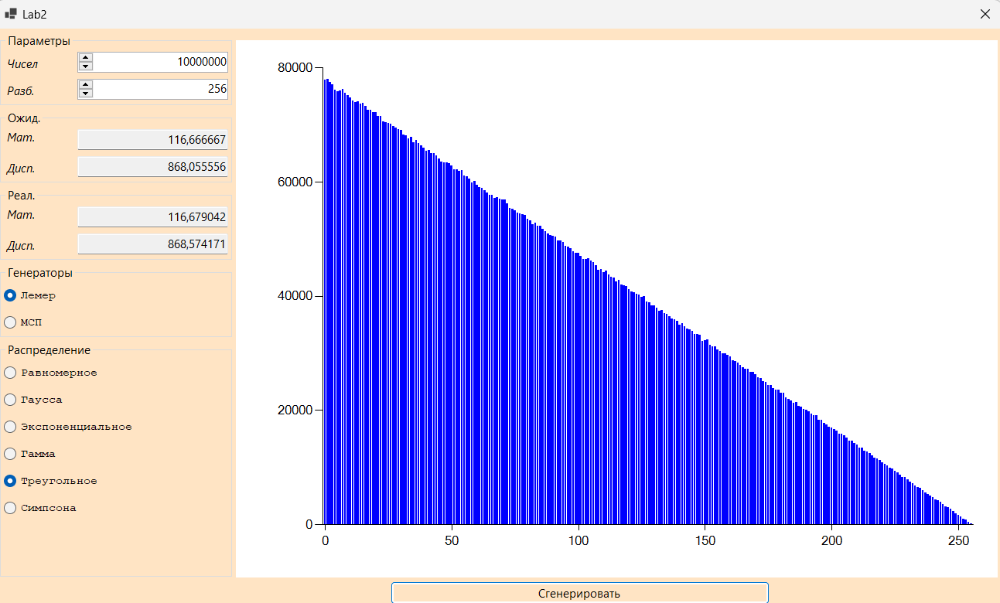 Lab2
Параметры
Чисел 10000000
Разб. 256
Ожид.
Мат. 116,666667
Дисп. 868,055556
Реал.
Мат. 116,679042
Дисп. 868,574171
Генераторы
Лемер
МСП
Распределение
Равномерное
Гаусса
Экспоненциальное
Гамма
Треугольное
Симпсона
80000
60000
40000
20000
0
0 50 100 150 200 250
Сгенерировать